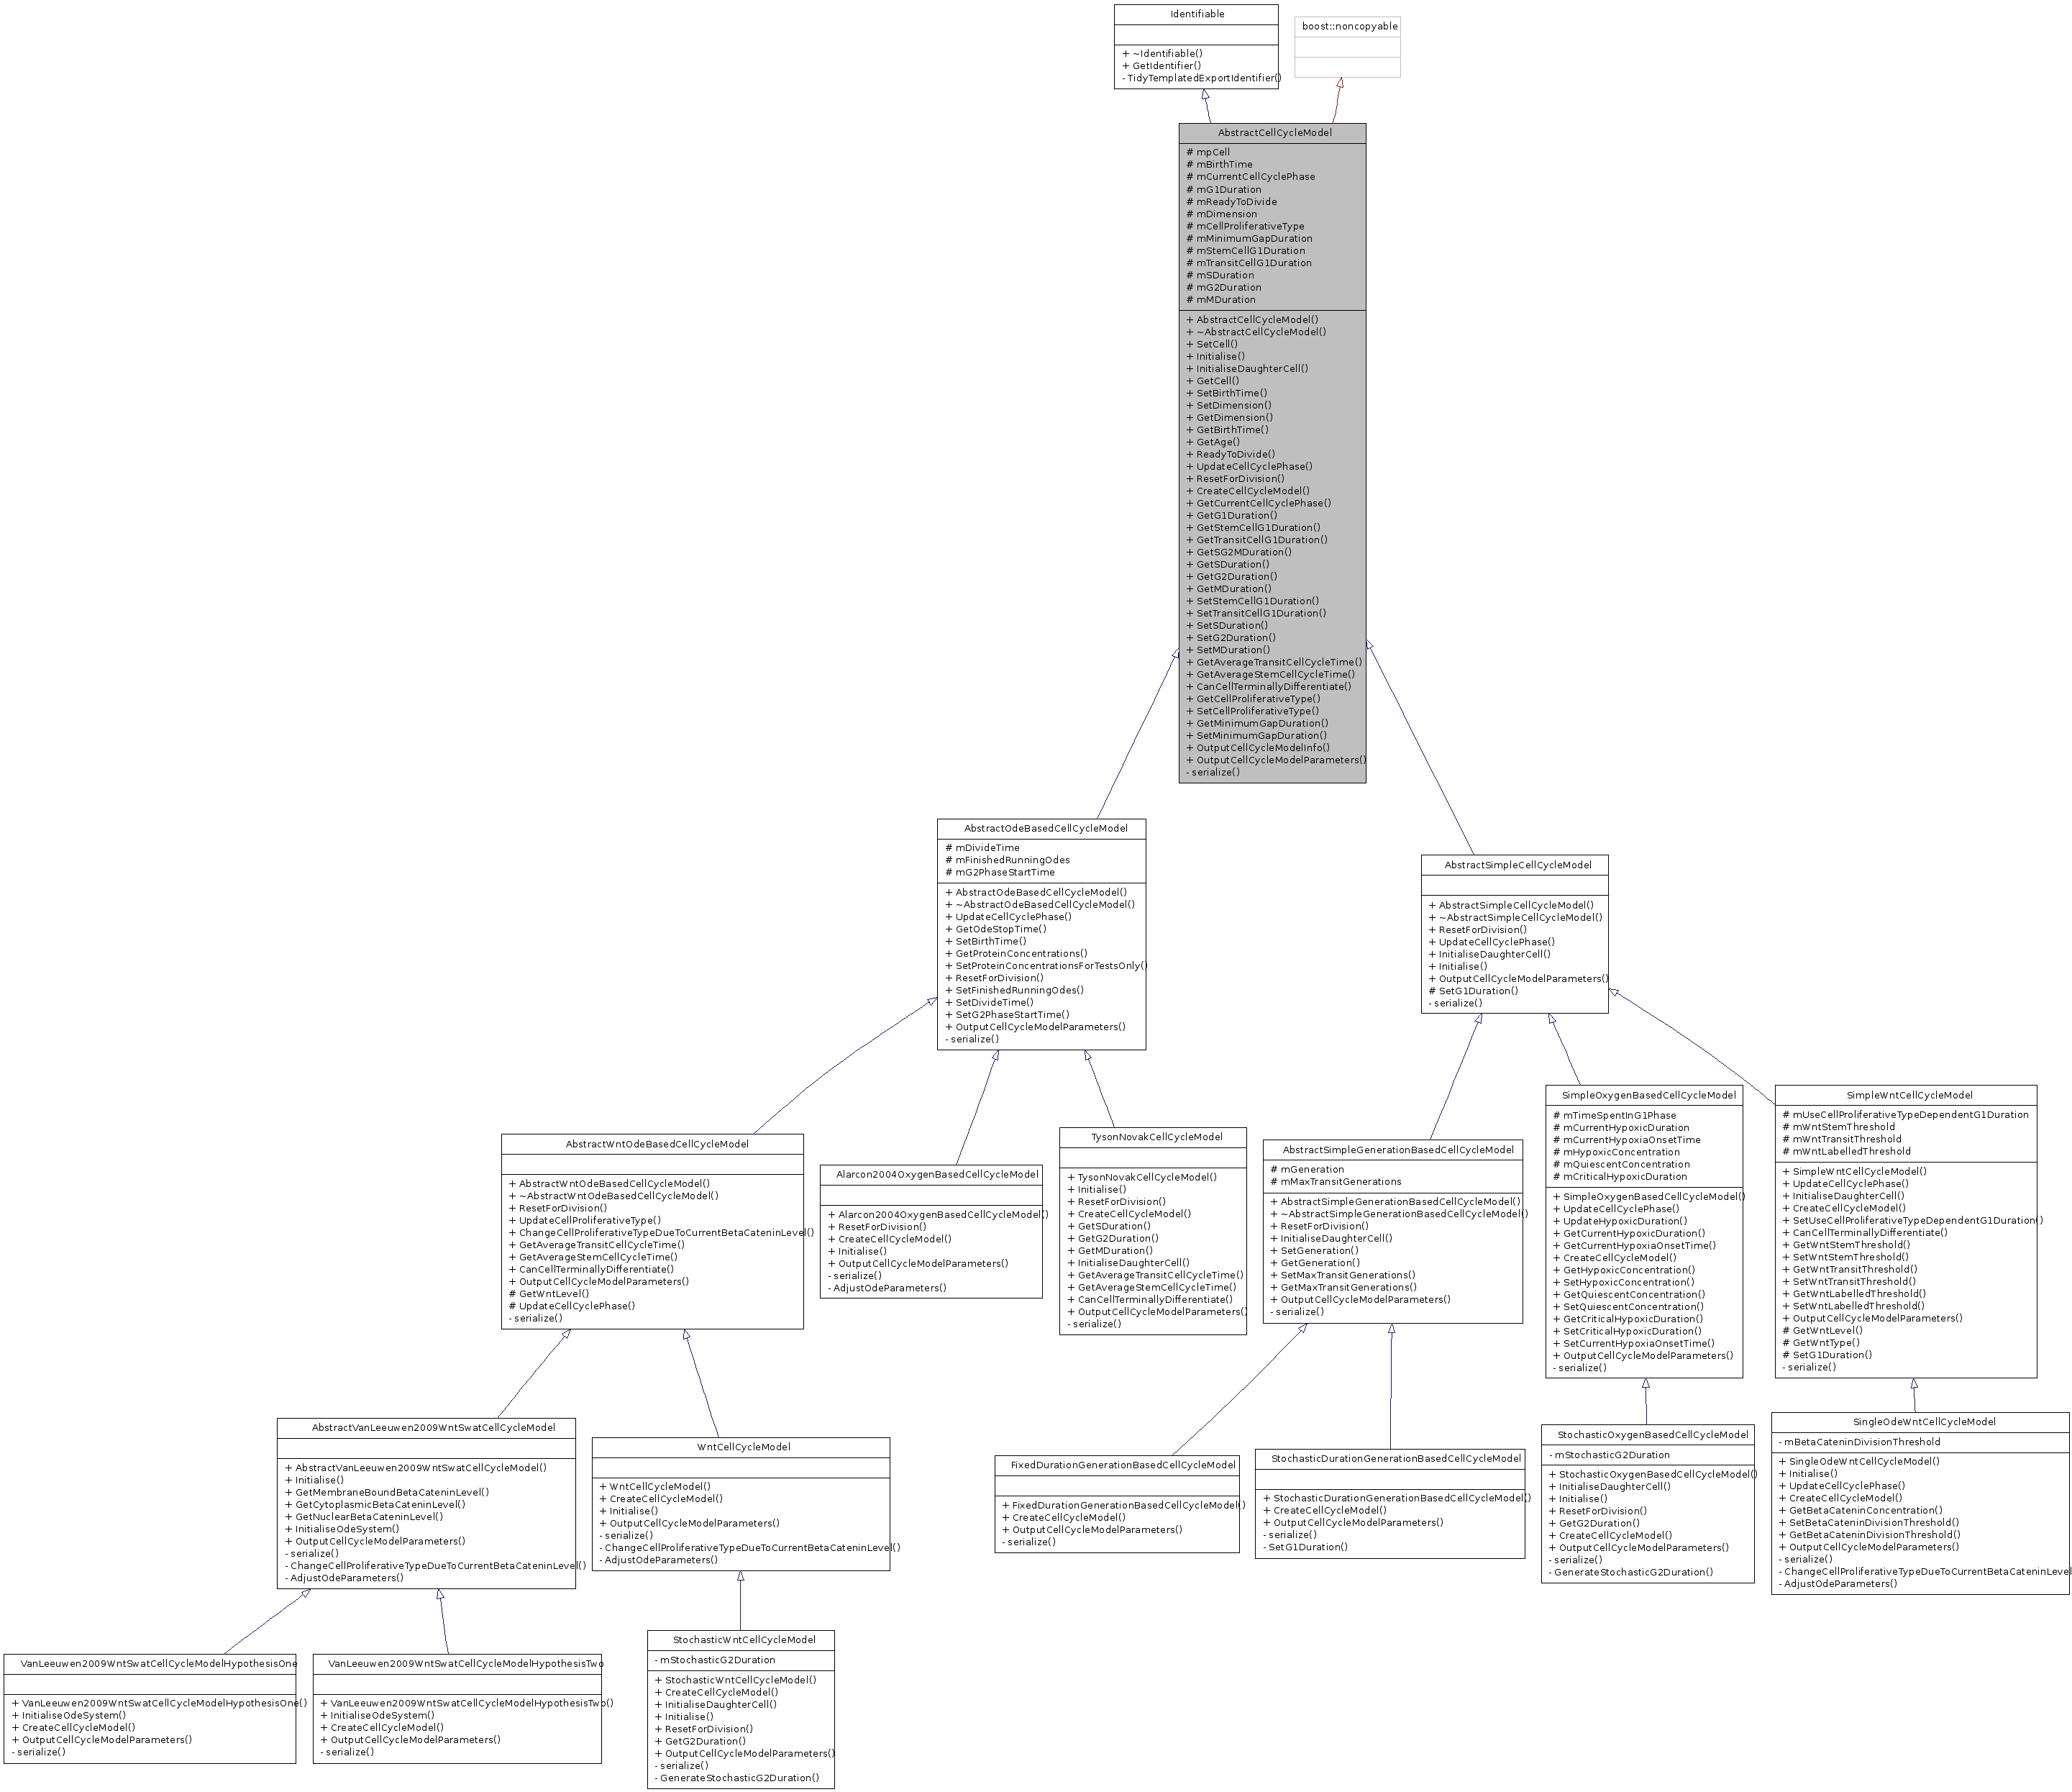 Identifiable
+ ~Identifiable()
+ GetIdentifier()
- TidyTemplatedExportIdentifier()
boost::noncopyable
AbstractCellCycleModel
# mpCell
# mBirthTime
# mCurrentCellCyclePhase
# mG1Duration
# mReadyToDivide
# mDimension
# mCellProliferativeType
# mMinimumGapDuration
# mStemCellG1Duration
# mTransitCellG1Duration
# mSDuration
# mG2Duration
# mMDuration
+ AbstractCellCycleModel()
+ ~AbstractCellCycleModel()
+ SetCell()
+ Initialise()
+ InitialiseDaughterCell()
+ GetCell()
+ SetBirthTime()
+ SetDimension()
+ GetDimension()
+ GetBirthTime()
+ GetAge()
+ ReadyToDivide()
+ UpdateCellCyclePhase()
+ ResetForDivision()
+ CreateCellCycleModel()
+ GetCurrentCellCyclePhase()
+ GetG1Duration()
+ GetStemCellG1Duration()
+ GetTransitCellG1Duration()
+ GetSG2MDuration()
+ GetSDuration()
+ GetG2Duration()
+ GetMDuration()
+ SetStemCellG1Duration()
+ SetTransitCellG1Duration()
+ SetSDuration()
+ SetG2Duration()
+ SetMDuration()
+ GetAverageTransitCellCycleTime()
+ GetAverageStemCellCycleTime()
+ CanCellTerminallyDifferentiate()
+ GetCellProliferativeType()
+ SetCellProliferativeType()
+ GetMinimumGapDuration()
+ SetMinimumGapDuration()
+ OutputCellCycleModelInfo()
+ OutputCellCycleModelParameters()
- serialize()
AbstractOdeBasedCellCycleModel
# mDivideTime
# mFinishedRunningOdes
# mG2PhaseStartTime
+ AbstractOdeBasedCellCycleModel()
+ ~AbstractOdeBasedCellCycleModel()
+ UpdateCellCyclePhase()
+ GetOdeStopTime()
+ SetBirthTime()
+ GetProteinConcentrations()
+ SetProteinConcentrationsForTestsOnly()
+ ResetForDivision()
+ SetFinishedRunningOdes()
+ SetDivideTime()
+ SetG2PhaseStartTime()
+ OutputCellCycleModelParameters()
- serialize()
AbstractSimpleCellCycleModel
+ AbstractSimpleCellCycleModel()
+ ~AbstractSimpleCellCycleModel()
+ ResetForDivision()
+ UpdateCellCyclePhase()
+ InitialiseDaughterCell()
+ Initialise()
+ OutputCellCycleModelParameters()
# SetG1Duration()
- serialize()
AbstractWntOdeBasedCellCycleModel
+ AbstractWntOdeBasedCellCycleModel()
+ ~AbstractWntOdeBasedCellCycleModel()
+ ResetForDivision()
+ UpdateCellProliferativeType()
+ ChangeCellProliferativeTypeDueToCurrentBetaCateninLevel()
+ GetAverageTransitCellCycleTime()
+ GetAverageStemCellCycleTime()
+ CanCellTerminallyDifferentiate()
+ OutputCellCycleModelParameters()
# GetWntLevel()
# UpdateCellCyclePhase()
- serialize()
Alarcon2004OxygenBasedCellCycleModel
+ Alarcon2004OxygenBasedCellCycleModel()
+ ResetForDivision()
+ CreateCellCycleModel()
+ Initialise()
+ OutputCellCycleModelParameters()
- serialize()
- AdjustOdeParameters()
TysonNovakCellCycleModel
+ TysonNovakCellCycleModel()
+ Initialise()
+ ResetForDivision()
+ CreateCellCycleModel()
+ GetSDuration()
+ GetG2Duration()
+ GetMDuration()
+ InitialiseDaughterCell()
+ GetAverageTransitCellCycleTime()
+ GetAverageStemCellCycleTime()
+ CanCellTerminallyDifferentiate()
+ OutputCellCycleModelParameters()
- serialize()
AbstractSimpleGenerationBasedCellCycleModel
# mGeneration
# mMaxTransitGenerations
+ AbstractSimpleGenerationBasedCellCycleModel()
+ ~AbstractSimpleGenerationBasedCellCycleModel()
+ ResetForDivision()
+ InitialiseDaughterCell()
+ SetGeneration()
+ GetGeneration()
+ SetMaxTransitGenerations()
+ GetMaxTransitGenerations()
+ OutputCellCycleModelParameters()
- serialize()
SimpleOxygenBasedCellCycleModel
# mTimeSpentInG1Phase
# mCurrentHypoxicDuration
# mCurrentHypoxiaOnsetTime
# mHypoxicConcentration
# mQuiescentConcentration
# mCriticalHypoxicDuration
+ SimpleOxygenBasedCellCycleModel()
+ UpdateCellCyclePhase()
+ UpdateHypoxicDuration()
+ GetCurrentHypoxicDuration()
+ GetCurrentHypoxiaOnsetTime()
+ CreateCellCycleModel()
+ GetHypoxicConcentration()
+ SetHypoxicConcentration()
+ GetQuiescentConcentration()
+ SetQuiescentConcentration()
+ GetCriticalHypoxicDuration()
+ SetCriticalHypoxicDuration()
+ SetCurrentHypoxiaOnsetTime()
+ OutputCellCycleModelParameters()
- serialize()
SimpleWntCellCycleModel
# mUseCellProliferativeTypeDependentG1Duration
# mWntStemThreshold
# mWntTransitThreshold
# mWntLabelledThreshold
+ SimpleWntCellCycleModel()
+ UpdateCellCyclePhase()
+ InitialiseDaughterCell()
+ CreateCellCycleModel()
+ SetUseCellProliferativeTypeDependentG1Duration()
+ CanCellTerminallyDifferentiate()
+ GetWntStemThreshold()
+ SetWntStemThreshold()
+ GetWntTransitThreshold()
+ SetWntTransitThreshold()
+ GetWntLabelledThreshold()
+ SetWntLabelledThreshold()
+ OutputCellCycleModelParameters()
# GetWntLevel()
# GetWntType()
# SetG1Duration()
- serialize()
AbstractVanLeeuwen2009WntSwatCellCycleModel
+ AbstractVanLeeuwen2009WntSwatCellCycleModel()
+ Initialise()
+ GetMembraneBoundBetaCateninLevel()
+ GetCytoplasmicBetaCateninLevel()
+ GetNuclearBetaCateninLevel()
+ InitialiseOdeSystem()
+ OutputCellCycleModelParameters()
- serialize()
- ChangeCellProliferativeTypeDueToCurrentBetaCateninLevel()
- AdjustOdeParameters()
WntCellCycleModel
+ WntCellCycleModel()
+ CreateCellCycleModel()
+ Initialise()
+ OutputCellCycleModelParameters()
- serialize()
- ChangeCellProliferativeTypeDueToCurrentBetaCateninLevel()
- AdjustOdeParameters()
FixedDurationGenerationBasedCellCycleModel
+ FixedDurationGenerationBasedCellCycleModel()
+ CreateCellCycleModel()
+ OutputCellCycleModelParameters()
- serialize()
StochasticDurationGenerationBasedCellCycleModel
+ StochasticDurationGenerationBasedCellCycleModel()
+ CreateCellCycleModel()
+ OutputCellCycleModelParameters()
- serialize()
- SetG1Duration()
StochasticOxygenBasedCellCycleModel
- mStochasticG2Duration
+ StochasticOxygenBasedCellCycleModel()
+ InitialiseDaughterCell()
+ Initialise()
+ ResetForDivision()
+ GetG2Duration()
+ CreateCellCycleModel()
+ OutputCellCycleModelParameters()
- serialize()
- GenerateStochasticG2Duration()
SingleOdeWntCellCycleModel
- mBetaCateninDivisionThreshold
+ SingleOdeWntCellCycleModel()
+ Initialise()
+ UpdateCellCyclePhase()
+ CreateCellCycleModel()
+ GetBetaCateninConcentration()
+ SetBetaCateninDivisionThreshold()
+ GetBetaCateninDivisionThreshold()
+ OutputCellCycleModelParameters()
- serialize()
- ChangeCellProliferativeTypeDueToCurrentBetaCateninLevel
- AdjustOdeParameters()
VanLeeuwen2009WntSwatCellCycleModelHypothesisOne
+ VanLeeuwen2009WntSwatCellCycleModelHypothesisOne()
+ InitialiseOdeSystem()
+ CreateCellCycleModel()
+ OutputCellCycleModelParameters()
- serialize()
VanLeeuwen2009WntSwatCellCycleModelHypothesisTwo
+ VanLeeuwen2009WntSwatCellCycleModelHypothesisTwo()
+ InitialiseOdeSystem()
+ CreateCellCycleModel()
+ OutputCellCycleModelParameters()
- serialize()
StochasticWntCellCycleModel
- mStochasticG2Duration
+ StochasticWntCellCycleModel()
+ CreateCellCycleModel()
+ InitialiseDaughterCell()
+ Initialise()
+ ResetForDivision()
+ GetG2Duration()
+ OutputCellCycleModelParameters()
- serialize()
- GenerateStochasticG2Duration()